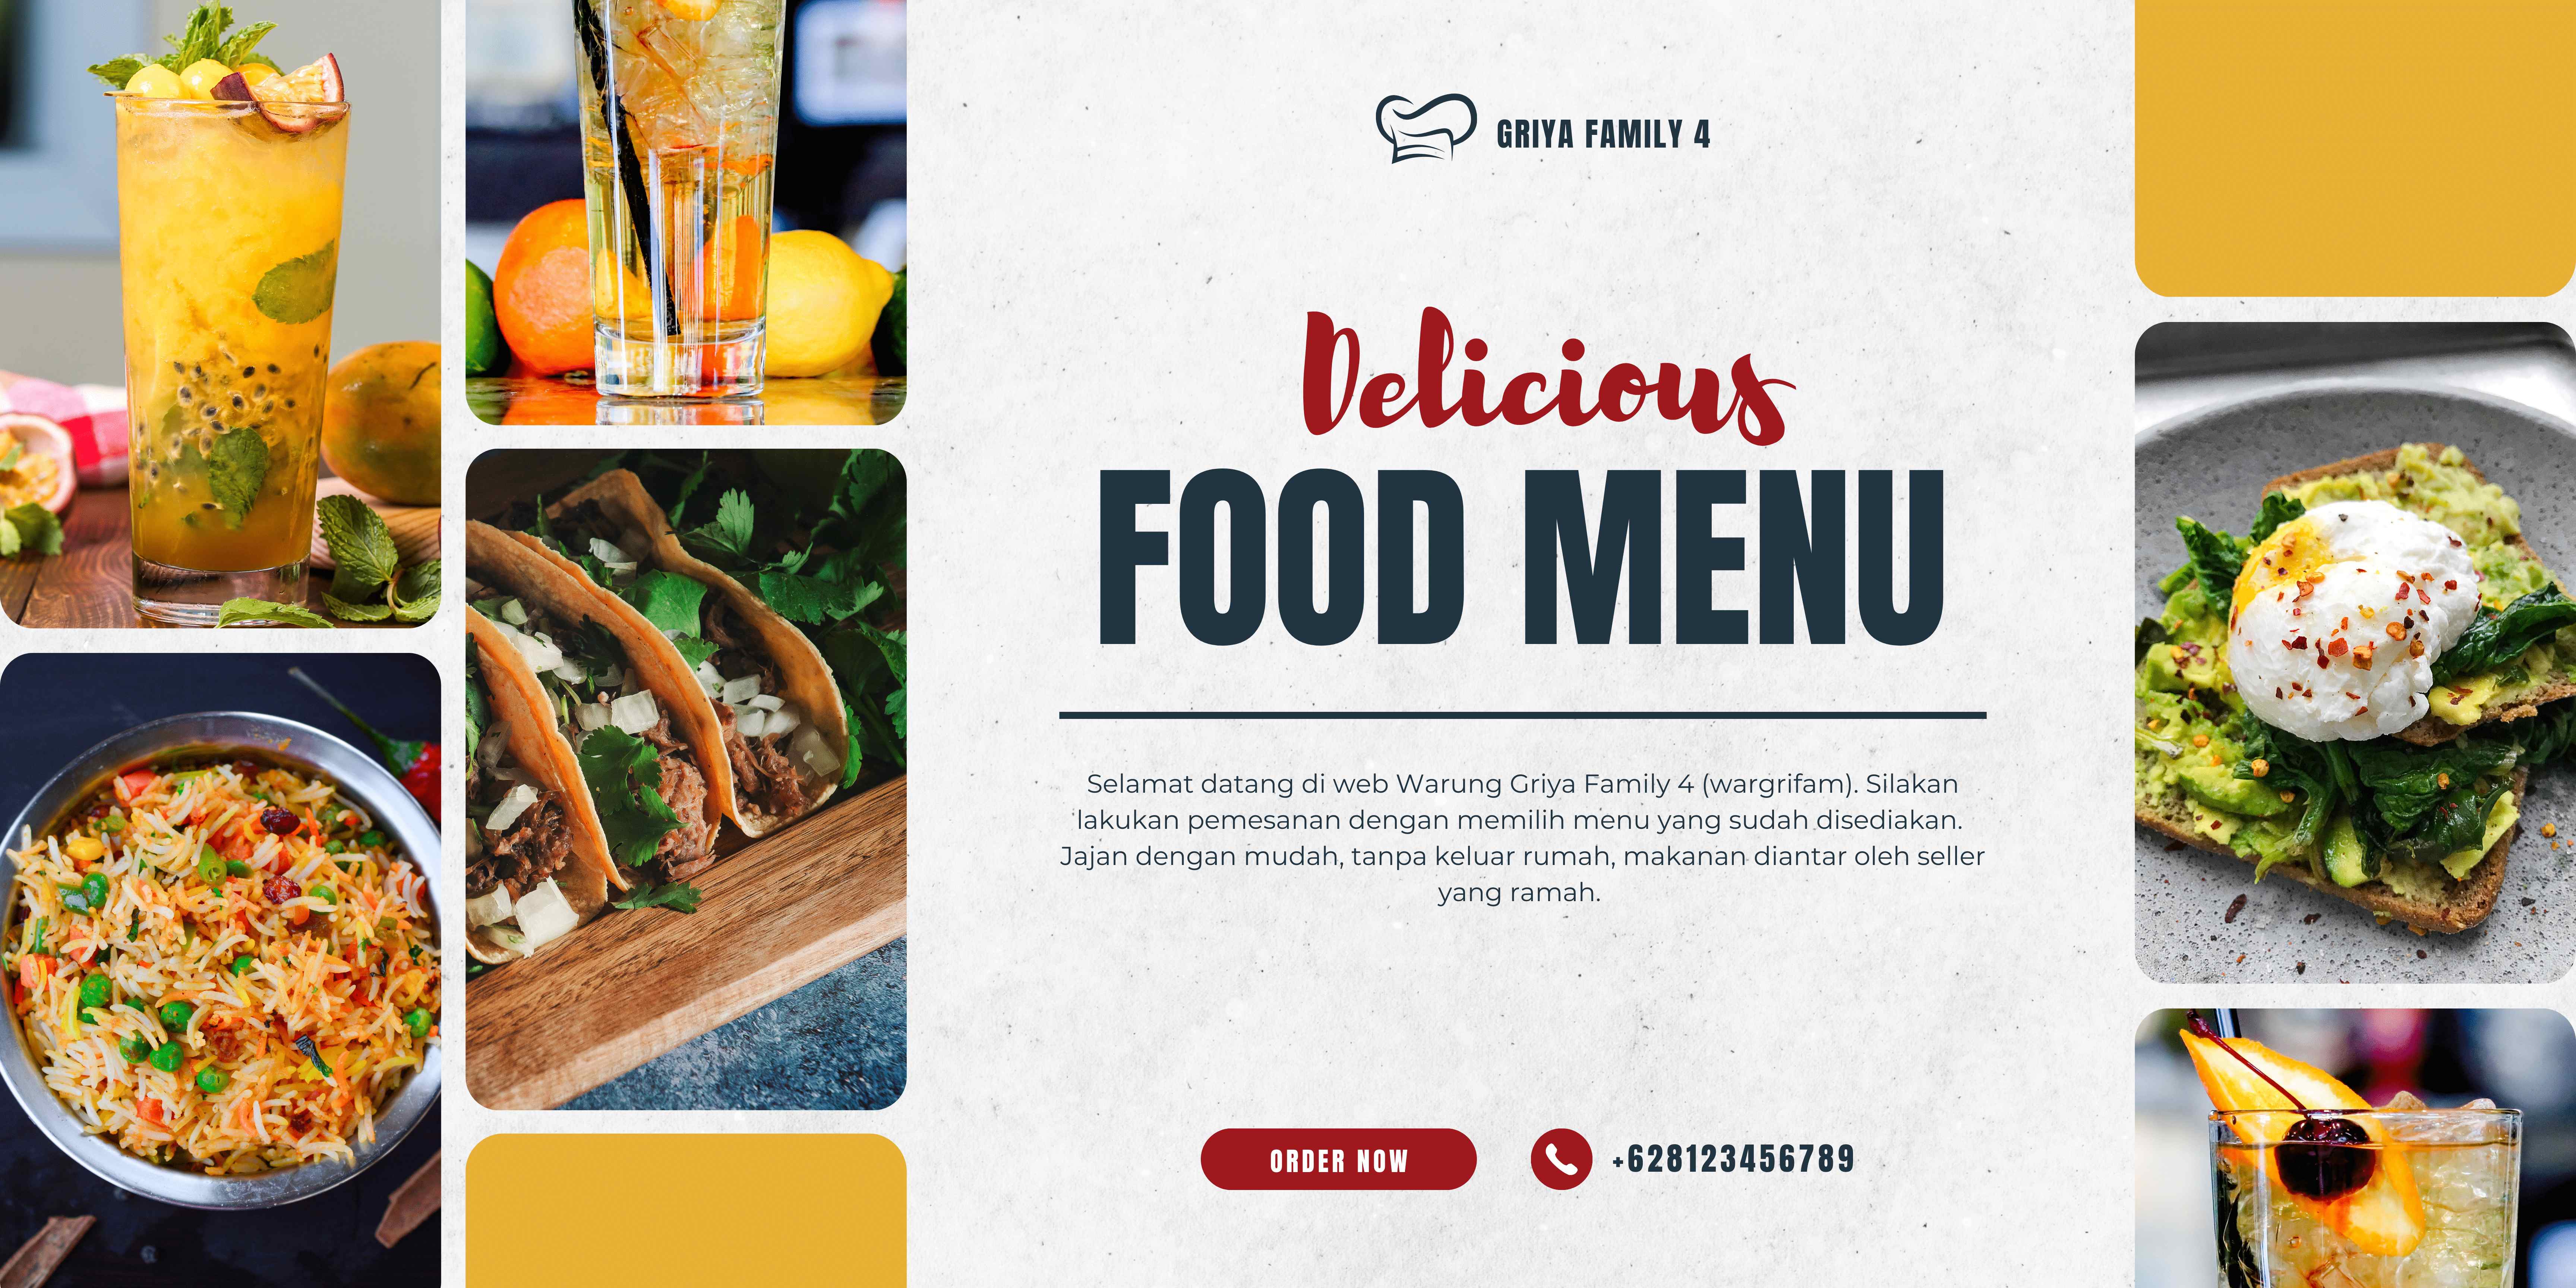 GRIYA FAMILY 4
Delicious
FOOD MENU
Selamat datang di web Warung Griya Family 4 (wargrifam). Silakan
lakukan pemesanan dengan memilih menu yang sudah disediakan.
Jajan dengan mudah, tanpa keluar rumah, makanan diantar oleh seller
yang ramah.
ORDER NOW
+628123456789